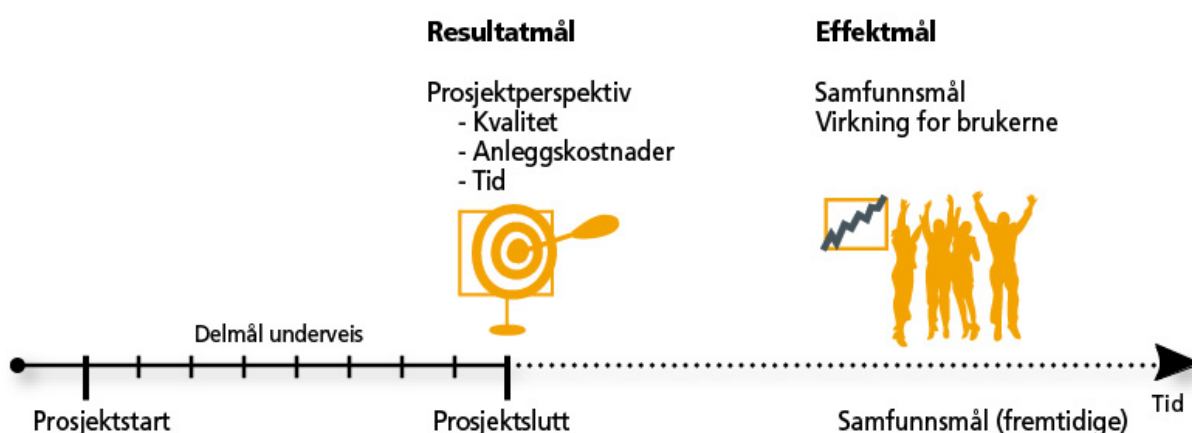 Resultatmål
Prosjektperspektiv
- Kvalitet
- Anleggskostnader
- Tid
Effektmål
Samfunnsmål
Virkning for brukerne
Delmål underveis
Prosjektstart
Prosjektslutt
Samfunnsmål (fremtidige)
Tid